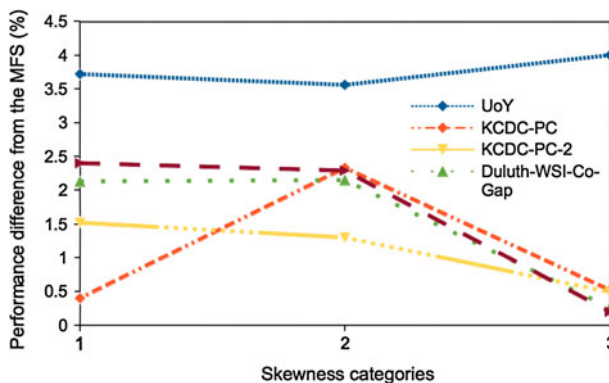 Performance difference from the MFS (%)
4.5
4
3.5
3
2.5
2
1.5
1
0.5
0
UoY
KCDC-PC
KCDC-PC-2
Duluth-WSI-Co-
Gap
1
2
3
Skewness categories